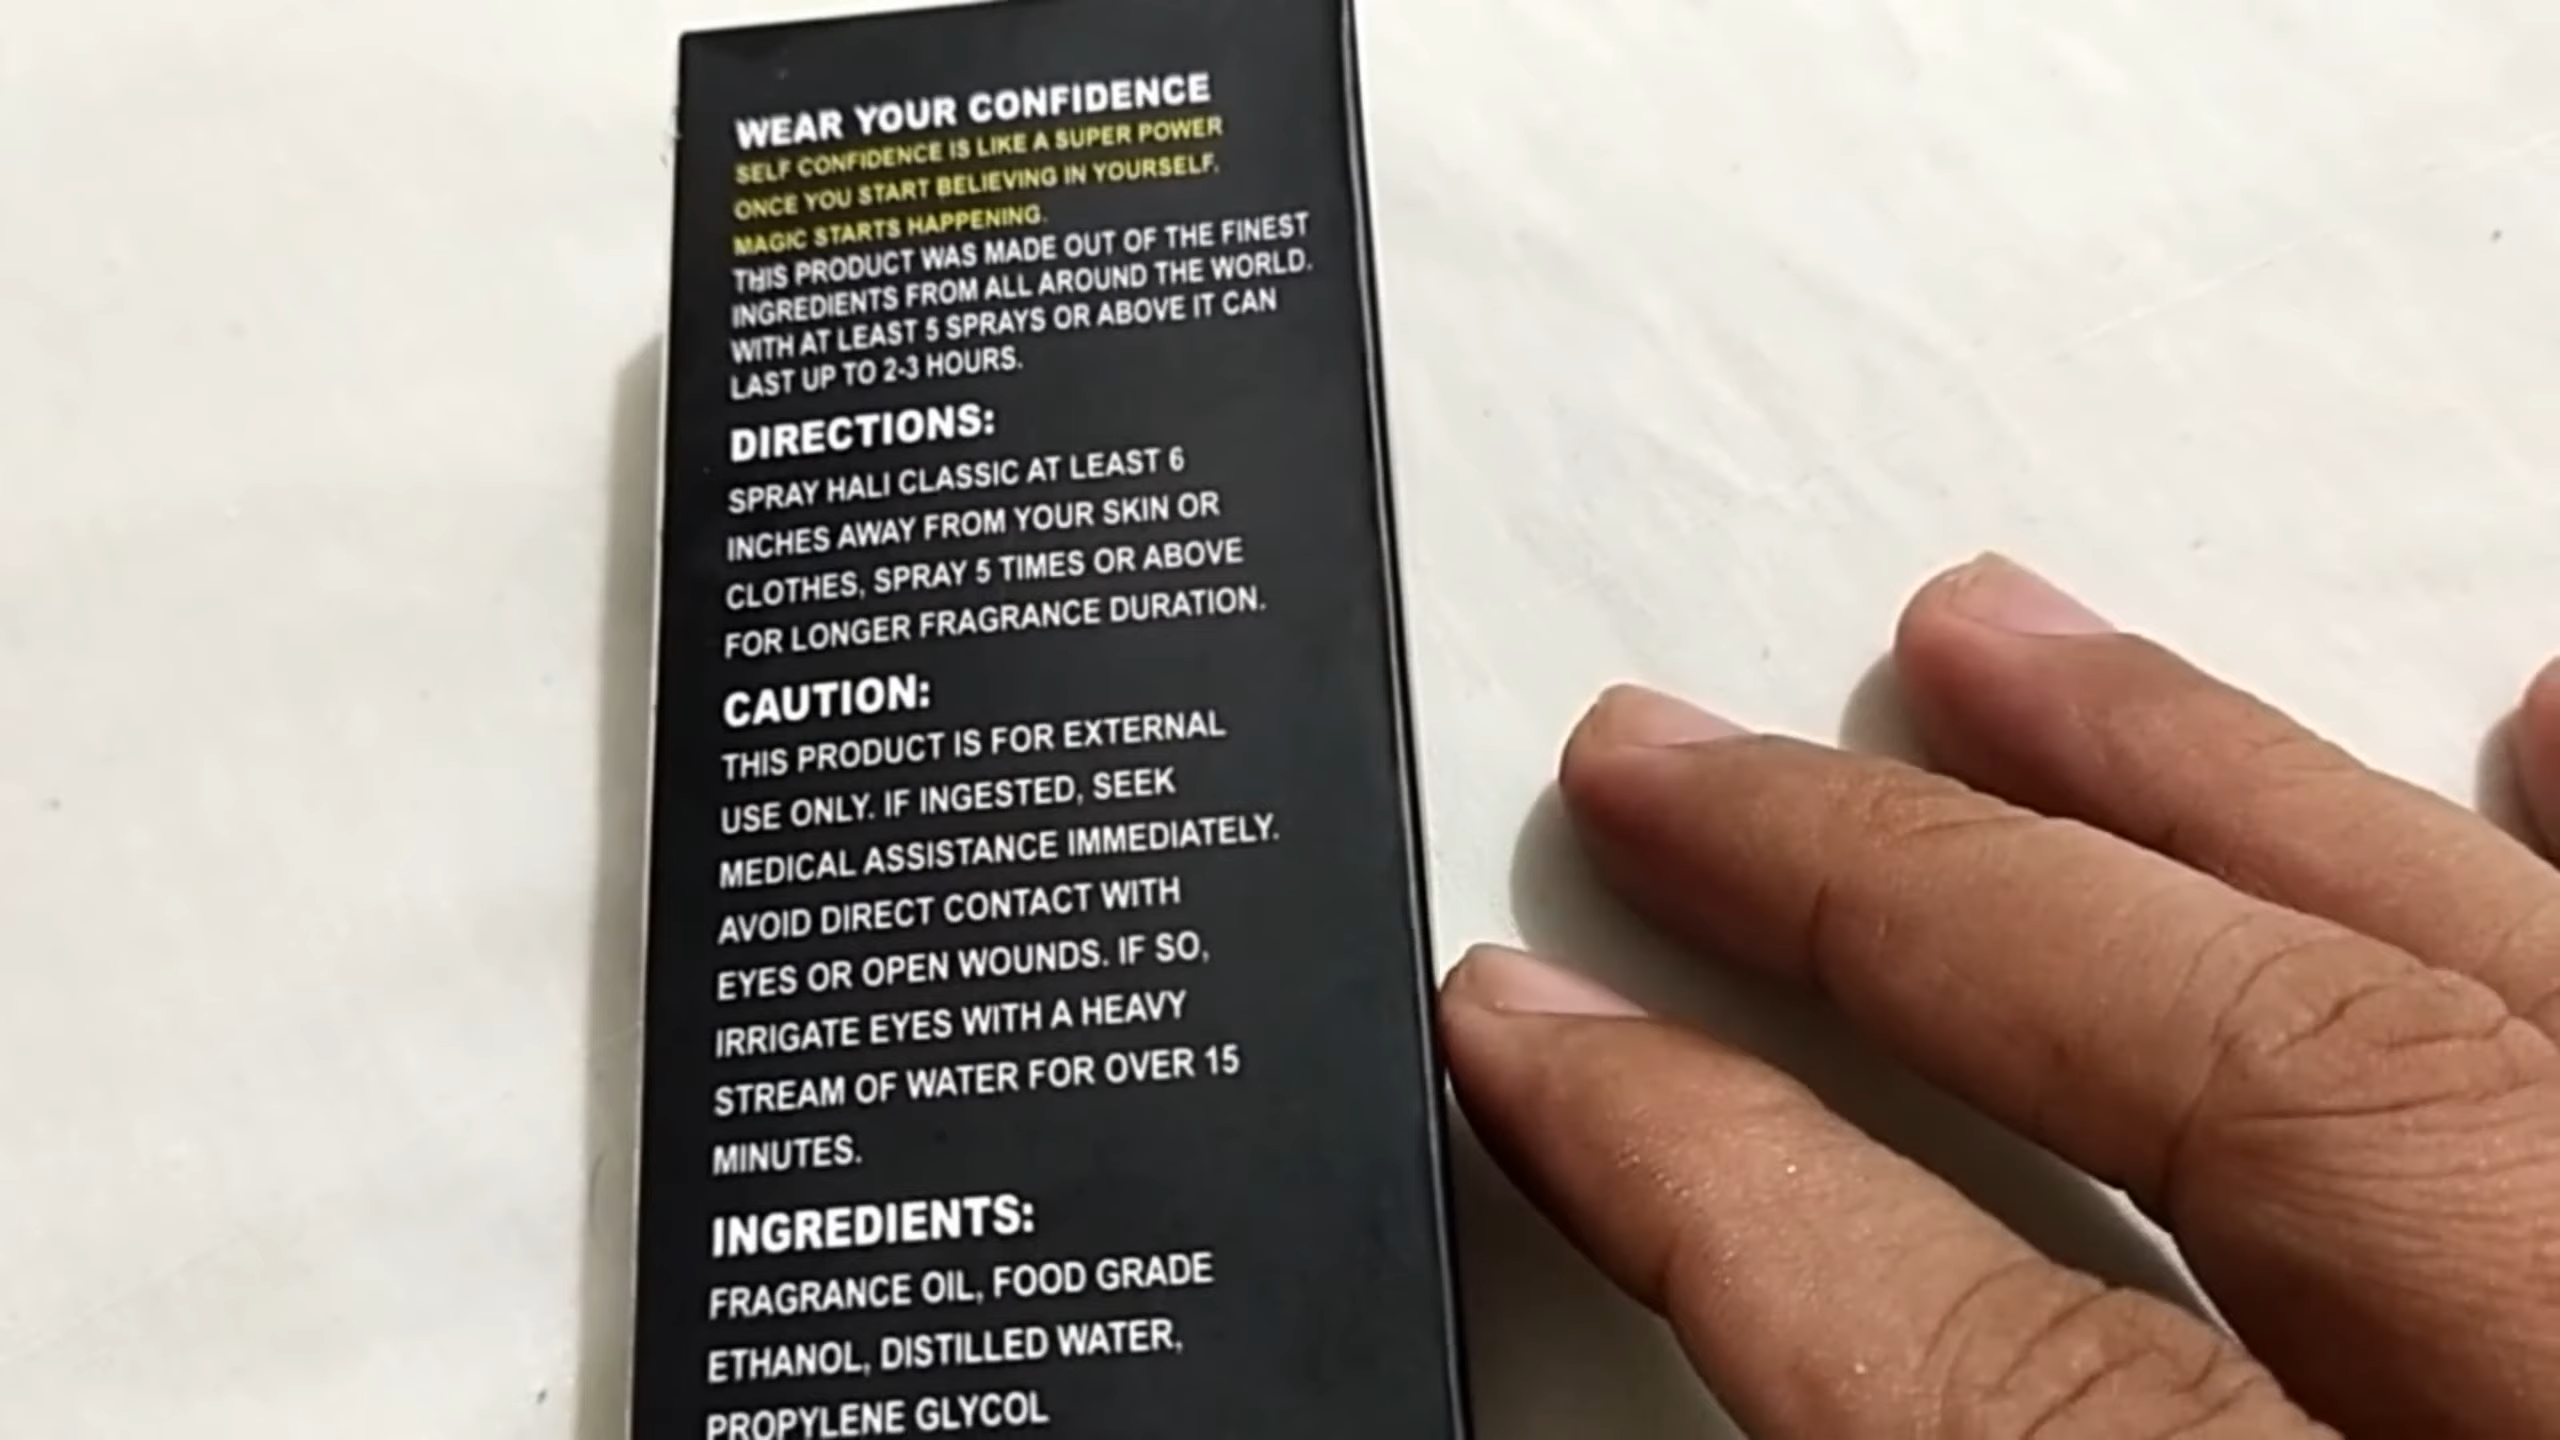 WEAR YOUR CONFIDENCE
SELF CONFIDENCE IS LIKE A SUPER POWER
ONCE YOU START BELIEVING IN YOURSELF,
MAGIC STARTS HAPPENING.
THIS PRODUCT WAS MADE OUT OF THE FINEST
INGREDIENTS FROM ALL AROUND THE WORLD.
WITH AT LEAST 5 SPRAYS OR ABOVE IT CAN
LAST UP TO 2-3 HOURS.
DIRECTIONS:
SPRAY HALI CLASSIC AT LEAST 6
INCHES AWAY FROM YOUR SKIN OR
CLOTHES, SPRAY 5 TIMES OR ABOVE
FOR LONGER FRAGRANCE DURATION.
CAUTION:
THIS PRODUCT IS FOR EXTERNAL
USE ONLY. IF INGESTED, SEEK
MEDICAL ASSISTANCE IMMEDIATELY.
AVOID DIRECT CONTACT WITH
EYES OR OPEN WOUNDS. IF SO,
IRRIGATE EYES WITH A HEAVY
STREAM OF WATER FOR OVER 15
MINUTES.
INGREDIENTS:
FRAGRANCE OIL, FOOD GRADE
ETHANOL, DISTILLED WATER,
PROPYLENE GLYCOL